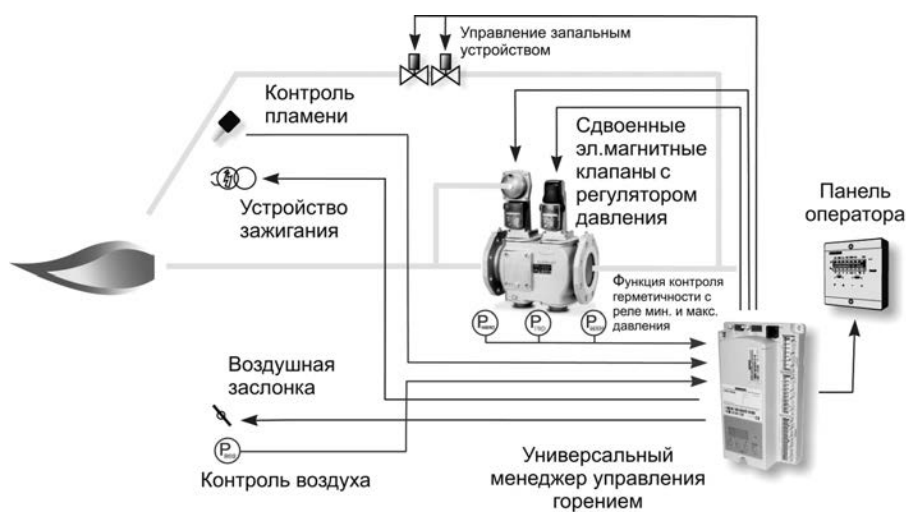 Управление запальным
устройством
Контроль
пламени
Сдвоенные
эл.магнитные
клапаны с
регулятором
давления
Панель
оператора
Устройство
зажигания
Функция контроля
герметичности с
реле мин. и макс.
давления
P
P
P
Воздушная
заслонка
P
Контроль воздуха
Универсальный
менеджер управления
горением